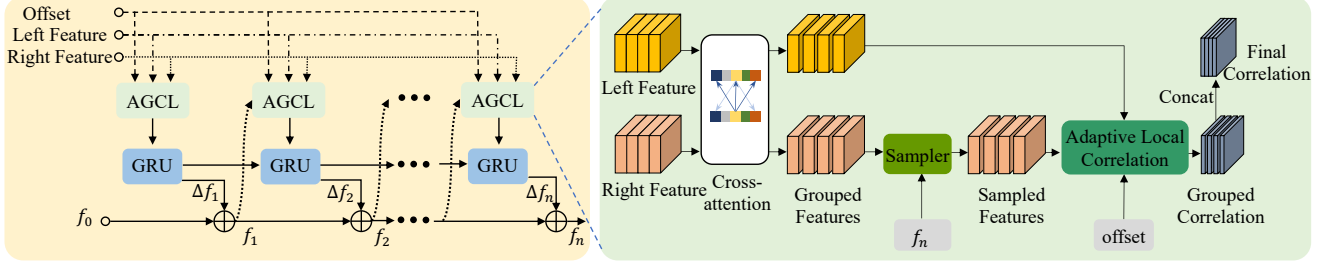 Offset
Left Feature
Right Feature
AGCL
AGCL
AGCL
GRU
GRU
GRU
Δf₁
Δf₂
Δfₙ
f₀
f₁
f₂
fₙ
Left Feature
Right Feature
Cross-
attention
Grouped
Features
Sampler
fₙ
Sampled
Features
Adaptive Local
Correlation
offset
Final
Correlation
Concat
Grouped
Correlation